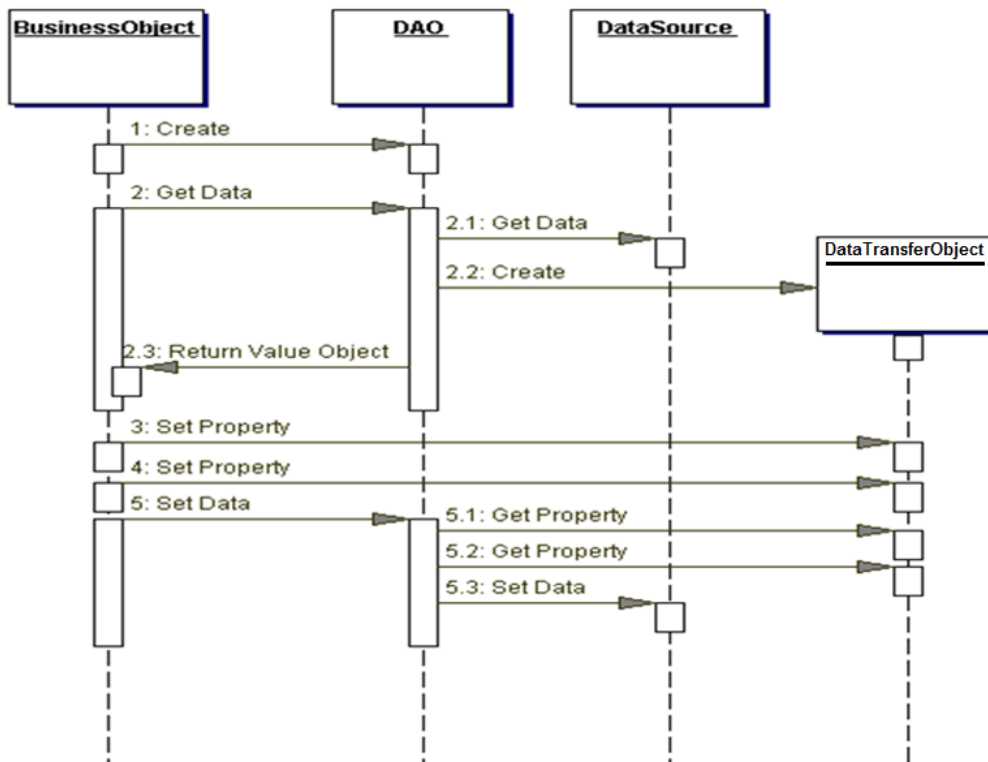 BusinessObject
DAO
DataSource
1: Create
2: Get Data
2.1: Get Data
DataTransferObject
2.2: Create
2.3: Return Value Object
3: Set Property
4: Set Property
5: Set Data
5.1: Get Property
5.2: Get Property
5.3: Set Data